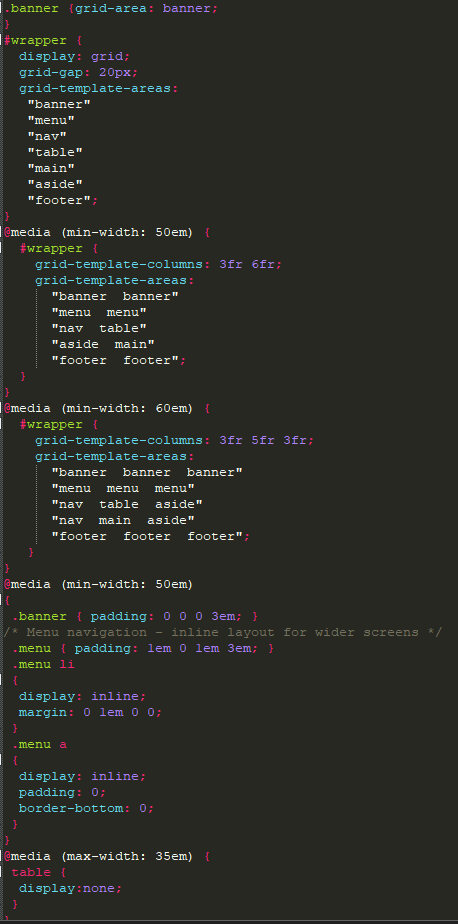 .banner {grid-area: banner;
}
#wrapper {
  display: grid;
  grid-gap: 20px;
  grid-template-areas:
   "banner"
   "menu"
   "nav"
   "table"
   "main"
   "aside"
   "footer";
}
@media (min-width: 50em) {
  #wrapper {
    grid-template-columns: 3fr 6fr;
    grid-template-areas:
      "banner  banner"
      "menu  menu"
      "nav  table"
      "aside  main"
      "footer  footer";
  }
}
@media (min-width: 60em) {
  #wrapper {
    grid-template-columns: 3fr 5fr 3fr;
    grid-template-areas:
      "banner  banner  banner"
      "menu  menu  menu"
      "nav  table  aside"
      "nav  main  aside"
      "footer  footer  footer";
   }
}
@media (min-width: 50em)
{
 .banner { padding: 0 0 0 3em; }
/* Menu navigation - inline layout for wider screens */
 .menu { padding: 1em 0 1em 3em; }
 .menu li
 {
  display: inline;
  margin: 0 1em 0 0;
 }
 .menu a
 {
  display: inline;
  padding: 0;
  border-bottom: 0;
 }
}
@media (max-width: 35em) {
 table {
  display:none;
 }
}